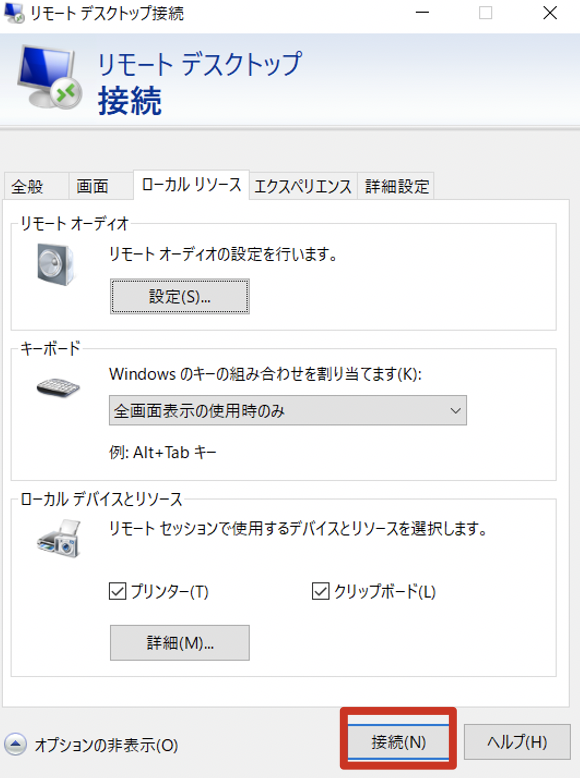 リモート デスクトップ接続
リモート デスクトップ
接続
全般 画面 ローカル リソース エクスペリエンス 詳細設定
リモート オーディオ
リモート オーディオの設定を行います。
設定(S)...
キーボード
Windows のキーの組み合わせを割り当てます(K):
全画面表示の使用時のみ
例: Alt+Tab キー
ローカル デバイスとリソース
リモート セッションで使用するデバイスとリソースを選択します。
プリンター(T) クリップボード(L)
詳細(M)...
オプションの非表示(O) 接続(N) ヘルプ(H)